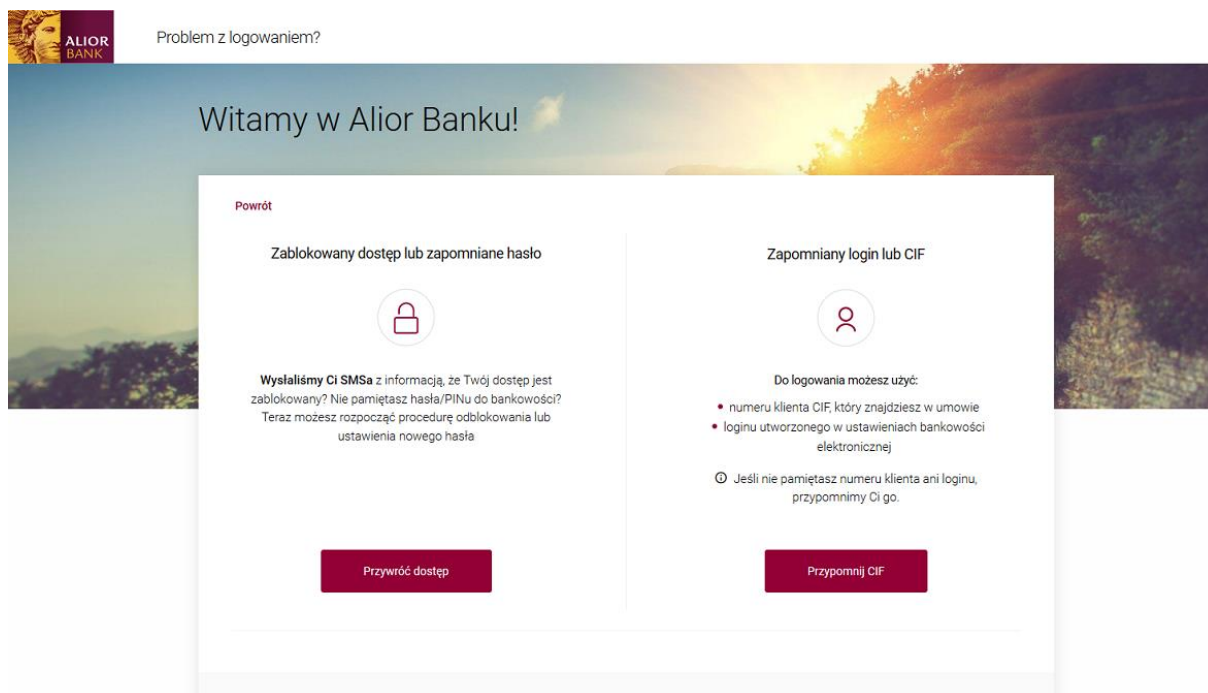 ALIOR
BANK
Problem z logowaniem?
Witamy w Alior Banku!
Powrót
Zablokowany dostęp lub zapomniane hasło
Wysłaliśmy Ci SMSa z informacją, że Twój dostęp jest
zablokowany? Nie pamiętasz hasła/PINu do bankowości?
Teraz możesz rozpocząć procedurę odblokowania lub
ustawienia nowego hasła
Przywróć dostęp
Zapomniany login lub CIF
Do logowania możesz użyć:
• numeru klienta CIF, który znajdziesz w umowie
• loginu utworzonego w ustawieniach bankowości
elektronicznej
Jeśli nie pamiętasz numeru klienta ani loginu,
przypomnimy Ci go.
Przypomnij CIF